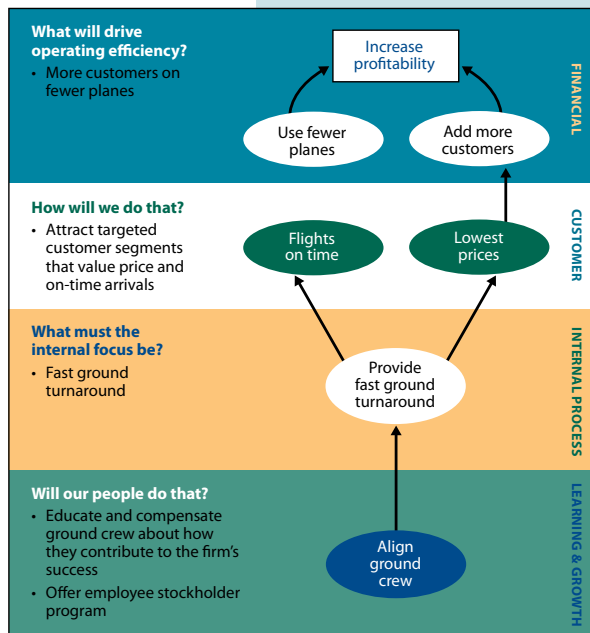 What will drive
operating efficiency?
• More customers on
fewer planes
Increase
profitability
Use fewer
planes
Add more
customers
FINANCIAL
How will we do that?
• Attract targeted
customer segments
that value price and
on-time arrivals
Flights
on time
Lowest
prices
CUSTOMER
What must the
internal focus be?
• Fast ground
turnaround
Provide
fast ground
turnaround
INTERNAL PROCESS
Will our people do that?
• Educate and compensate
ground crew about how
they contribute to the firm’s
success
• Offer employee stockholder
program
Align
ground
crew
LEARNING & GROWTH